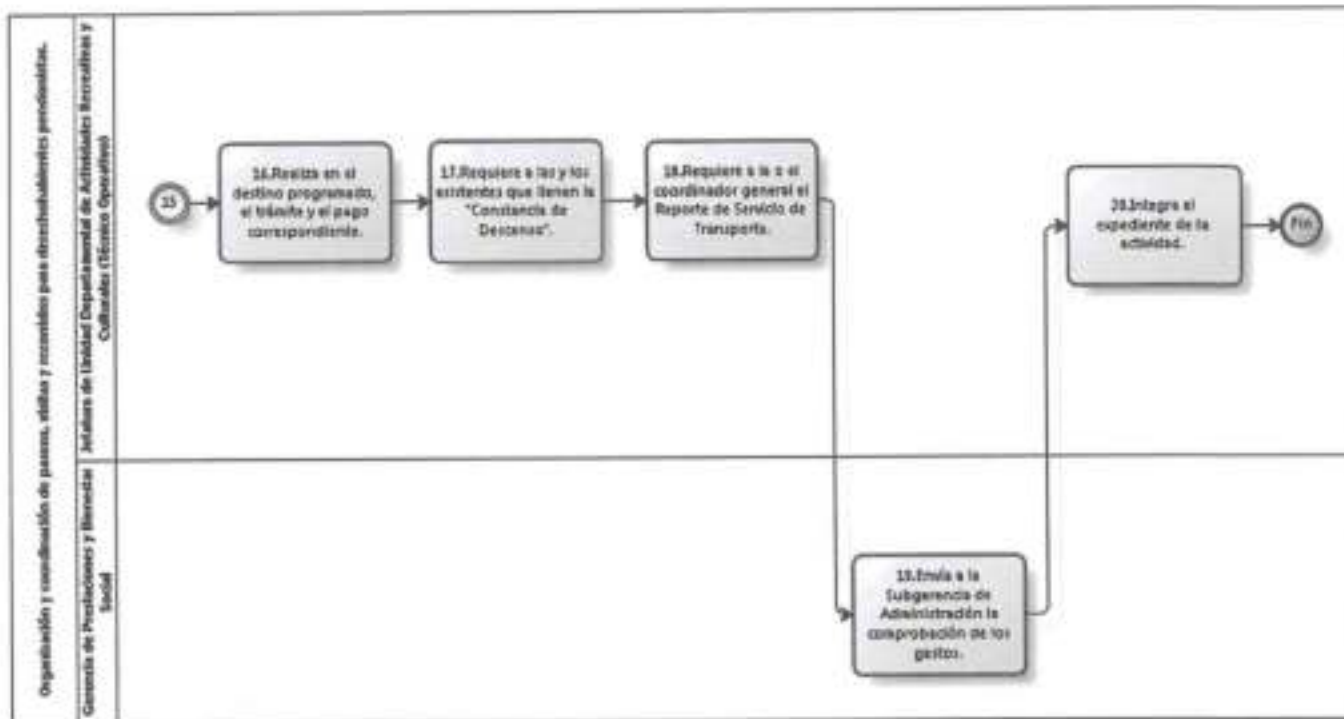 Organización y coordinación de paseos, visitas y recorridos para derechohabientes pensionistas.
Jefatura de Unidad Departamental de Actividades Recreativas y
Culturales (Técnico Operativo)
15
16.Realiza en el
destino programado,
el trámite y el pago
correspondiente.
17.Requiere a las y los
asistentes que llenen la
"Constancia de
Descenso".
18.Requiere a la o el
coordinador general el
Reporte de Servicio de
Transporte.
20.Integra el
expediente de la
actividad.
Fin
Gerencia de Prestaciones y Bienestar
Social
19.Envía a la
Subgerencia de
Administración la
comprobación de los
gastos.